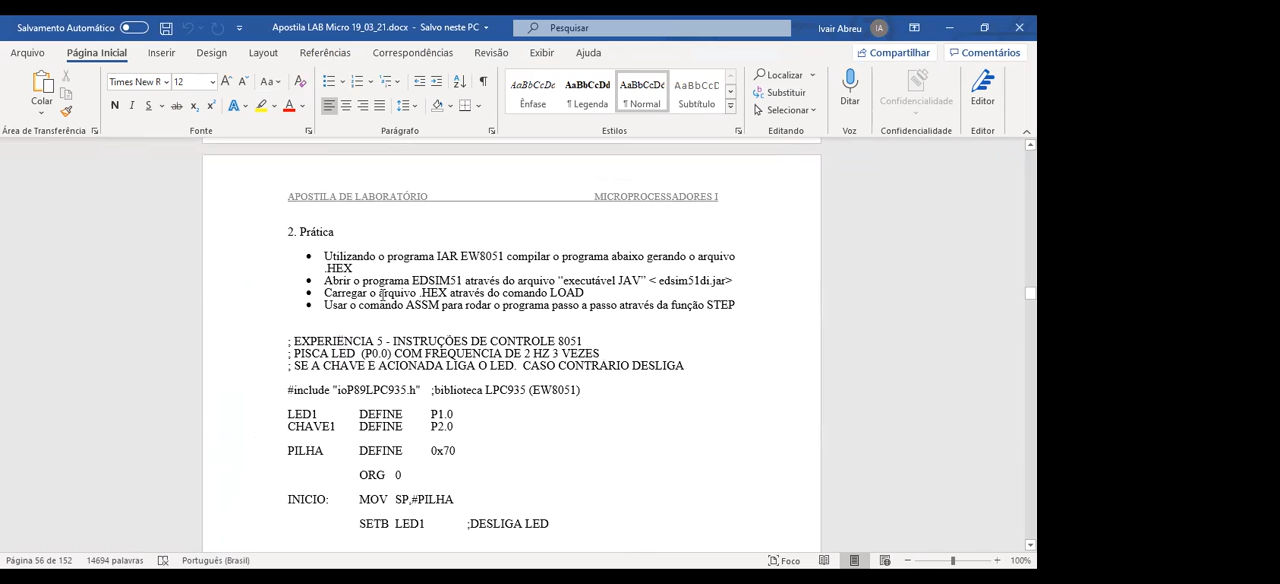 Salvamento Automático
Apostila LAB Micro 19_03_21.docx - Salvo neste PC
Pesquisar
Ivair Abreu
IA
Arquivo Página Inicial Inserir Design Layout Referências Correspondências Revisão Exibir Ajuda
Compartilhar Comentários
Times New R 12
Colar
N I S ab x₂ x²
AaBbCcDd AaBbCcDd AaBbCcDd AaBbCcD
Ênfase ¶ Legenda ¶ Normal Subtítulo
Localizar
Substituir
Selecionar
Ditar
Confidencialidade
Editor
Área de Transferência Fonte Parágrafo Estilos Editando Voz Confidencialidade Editor
APOSTILA DE LABORATÓRIO MICROPROCESSADORES I
2. Prática
• Utilizando o programa IAR EW8051 compilar o programa abaixo gerando o arquivo
.HEX
• Abrir o programa EDSIM51 através do arquivo “executável JAV” < edsim51di.jar>
• Carregar o arquivo .HEX através do comando LOAD
• Usar o comando ASSM para rodar o programa passo a passo através da função STEP
; EXPERIENCIA 5 - INSTRUÇÕES DE CONTROLE 8051
; PISCA LED (P0.0) COM FREQUENCIA DE 2 HZ 3 VEZES
; SE A CHAVE E ACIONADA LIGA O LED. CASO CONTRARIO DESLIGA
#include "ioP89LPC935.h" ;biblioteca LPC935 (EW8051)
LED1 DEFINE P1.0
CHAVE1 DEFINE P2.0
PILHA DEFINE 0x70
ORG 0
INICIO: MOV SP,#PILHA
SETB LED1 ;DESLIGA LED
Página 56 de 152 14694 palavras Português (Brasil) Foco 100%